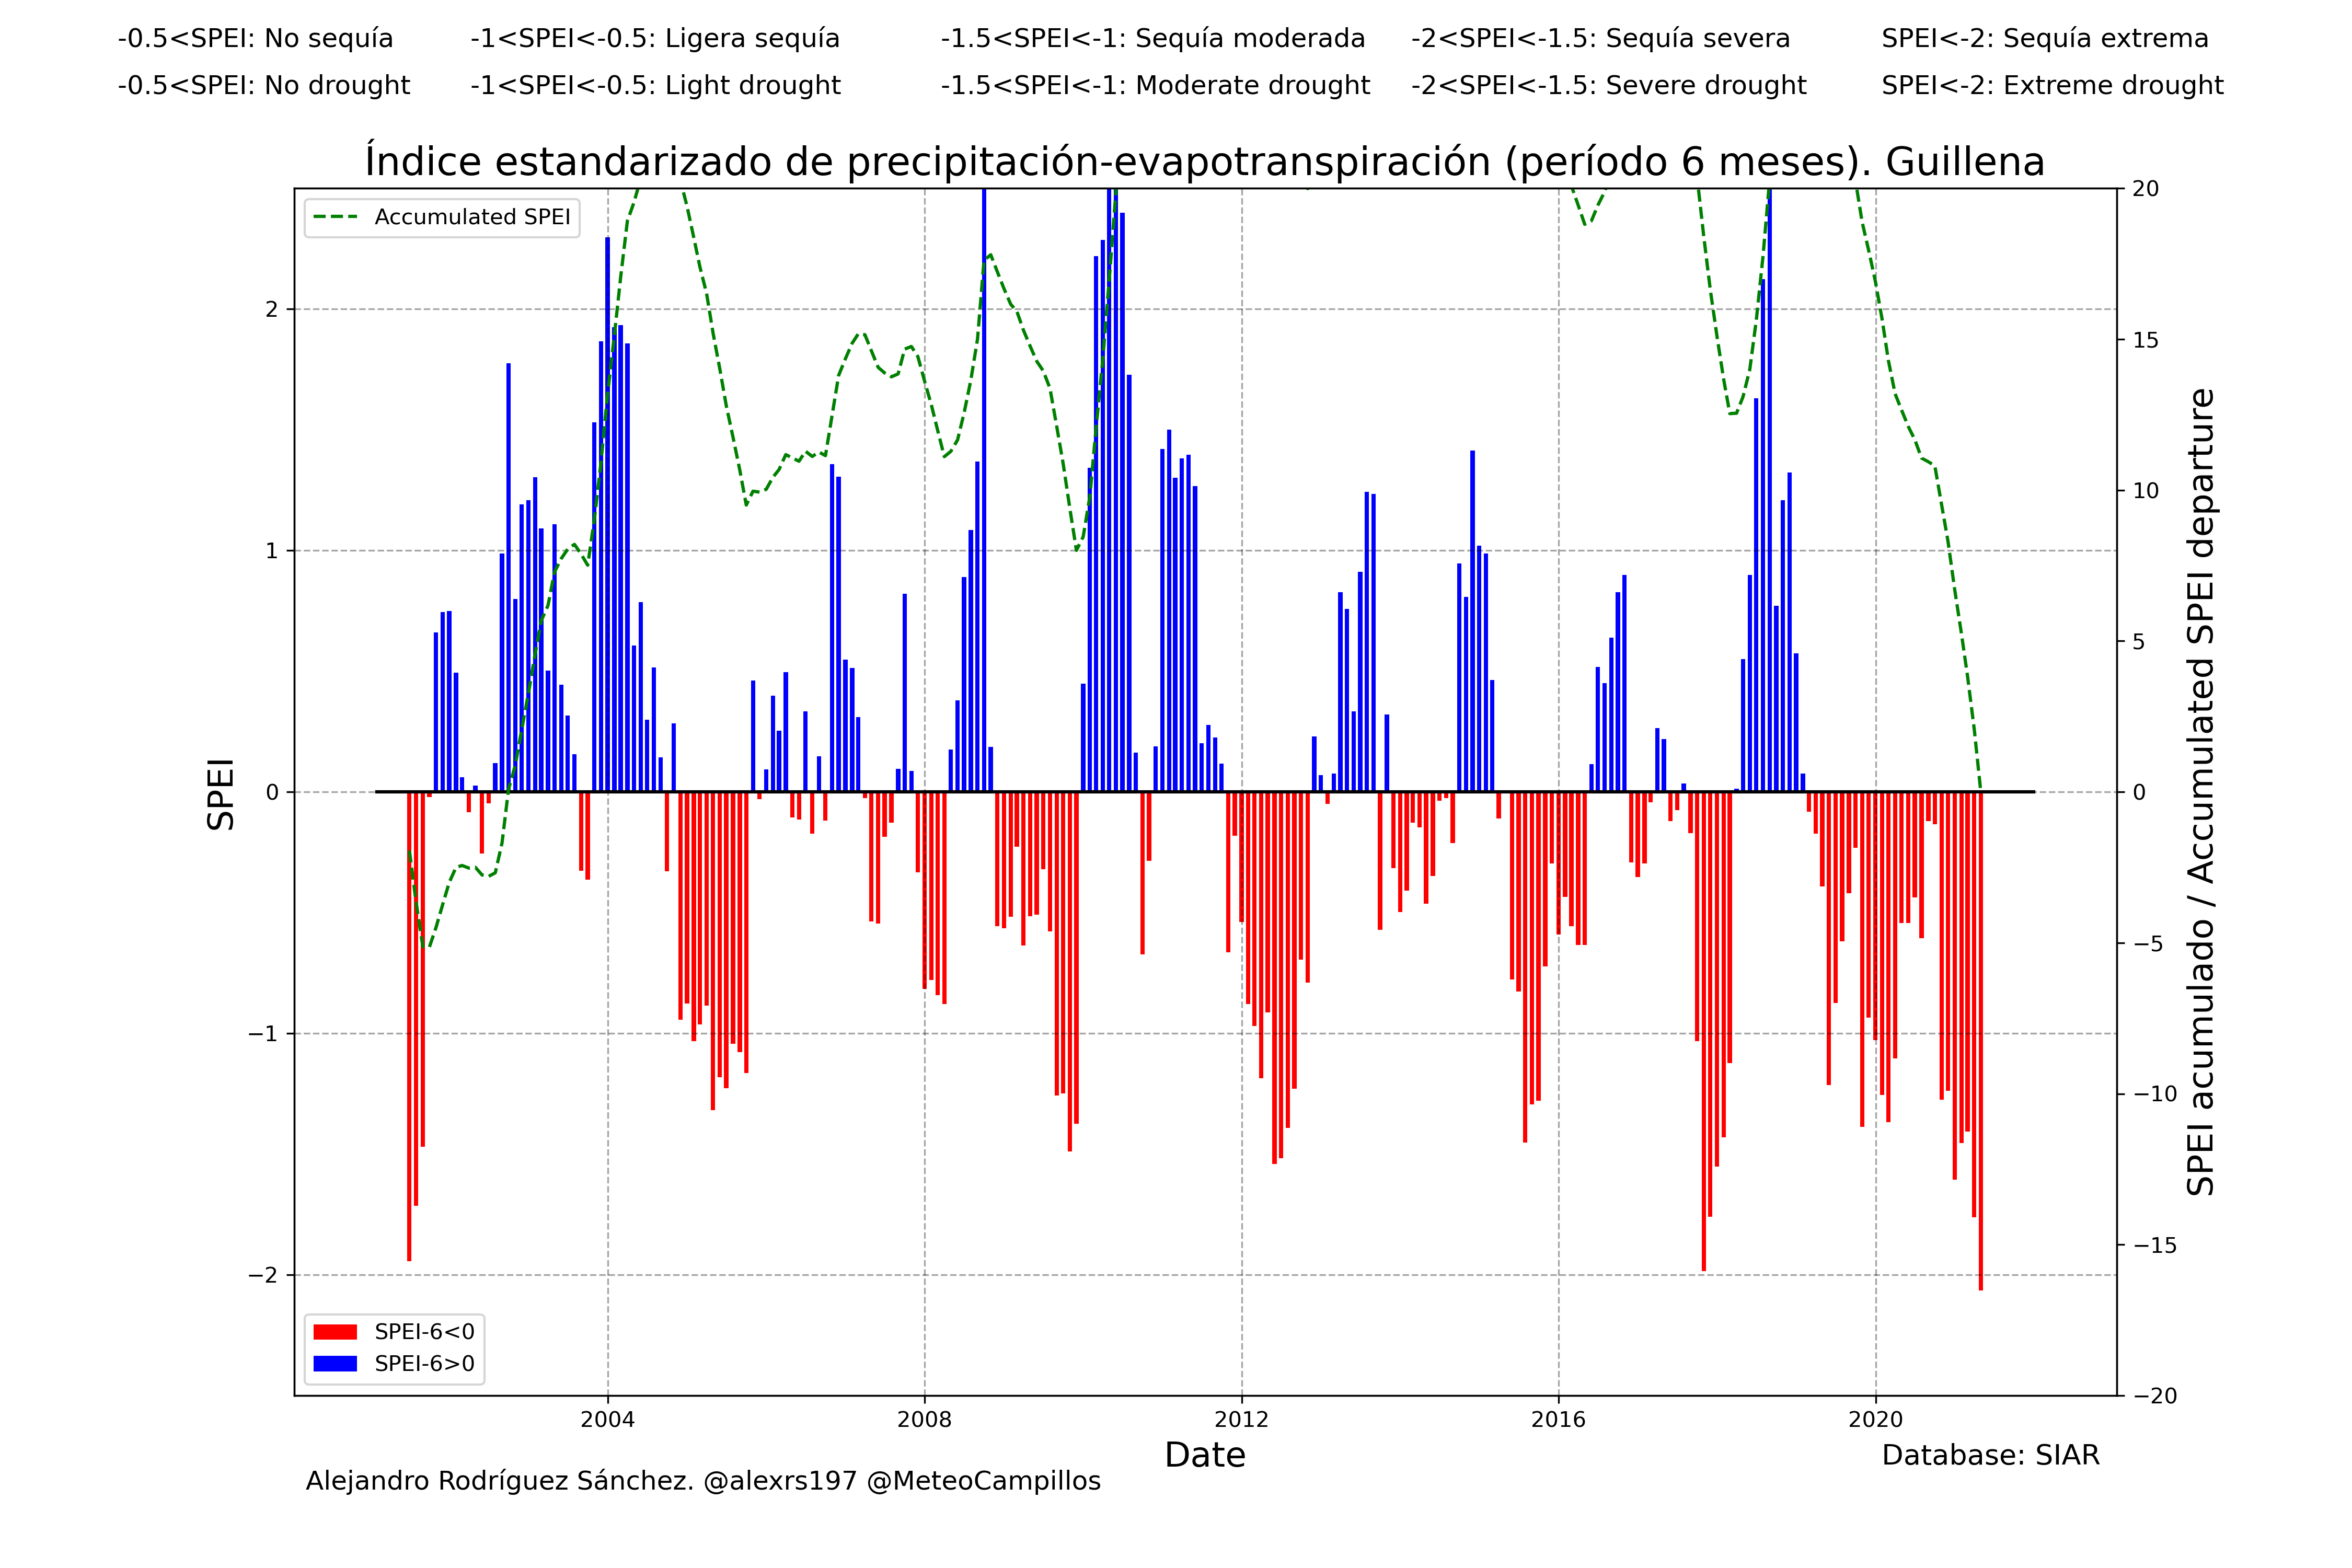 -0.5<SPEI: No sequía -1<SPEI<-0.5: Ligera sequía -1.5<SPEI<-1: Sequía moderada -2<SPEI<-1.5: Sequía severa SPEI<-2: Sequía extrema
-0.5<SPEI: No drought -1<SPEI<-0.5: Light drought -1.5<SPEI<-1: Moderate drought -2<SPEI<-1.5: Severe drought SPEI<-2: Extreme drought
Índice estandarizado de precipitación-evapotranspiración (período 6 meses). Guillena
Accumulated SPEI
2
1
0
−1
−2
SPEI
20
15
10
5
0
−5
−10
−15
−20
SPEI acumulado / Accumulated SPEI departure
SPEI-6<0
SPEI-6>0
2004 2008 2012 2016 2020
Date
Database: SIAR
Alejandro Rodríguez Sánchez. @alexrs197 @MeteoCampillos